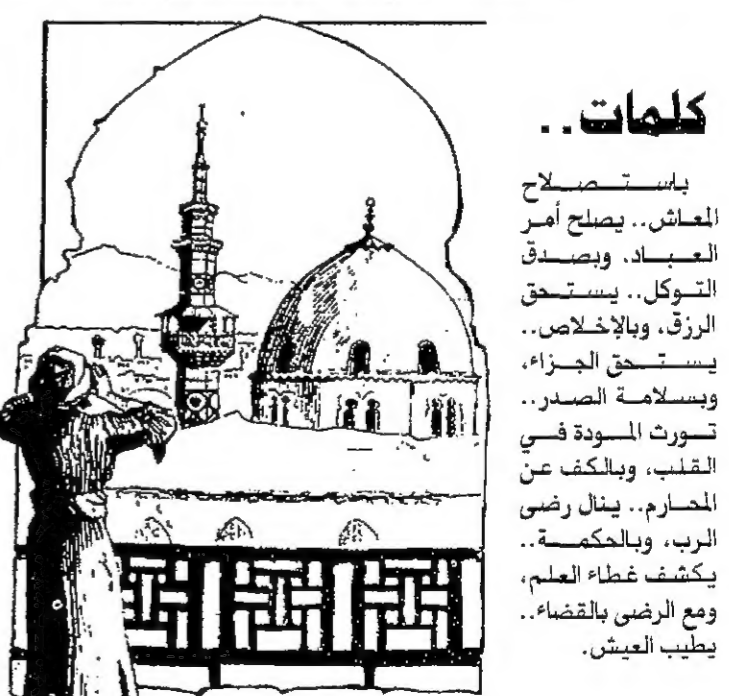 كلمات..
باستصلاح
المعاش.. يصلح أمر
العباد، وبصدق
التوكل.. يستحق
الرزق، وبالإخلاص..
يستحق الجزاء،
وبسلامة الصدر..
تورث المودة في
القلب، وبالكف عن
المحارم.. ينال رضى
الرب، وبالحكمة..
يكشف غطاء العلم،
ومع الرضى بالقضاء..
يطيب العيش.